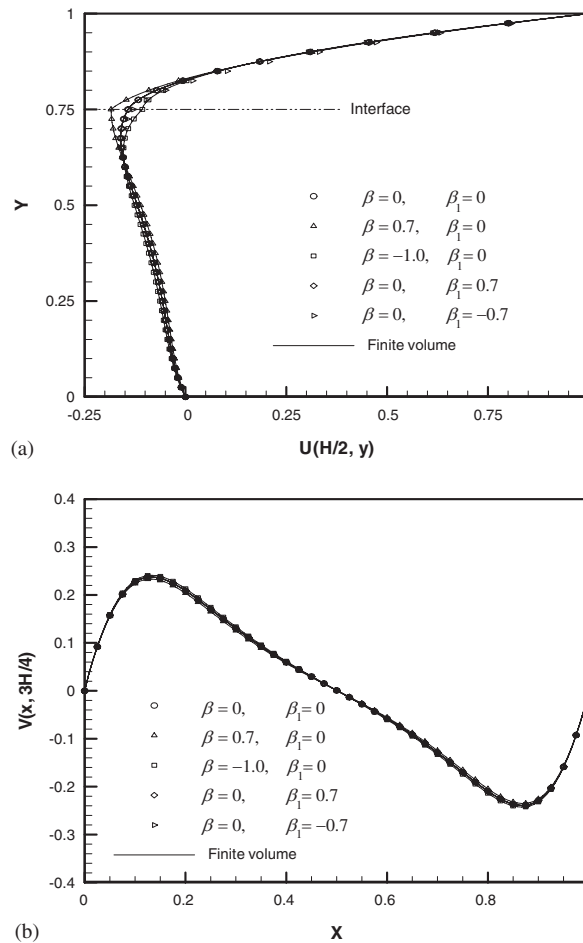 1
0.75
0.5
0.25
0
Y
Interface
β = 0, β₁= 0
β = 0.7, β₁= 0
β = −1.0, β₁= 0
β = 0, β₁= 0.7
β = 0, β₁= −0.7
Finite volume
-0.25 0 0.25 0.5 0.75
(a) U(H/2, y)
0.4
0.3
0.2
0.1
0
-0.1
-0.2
-0.3
-0.4
V(x, 3H/4)
β = 0, β₁= 0
β = 0.7, β₁= 0
β = −1.0, β₁= 0
β = 0, β₁= 0.7
β = 0, β₁= −0.7
Finite volume
0 0.2 0.4 0.6 0.8
(b) X